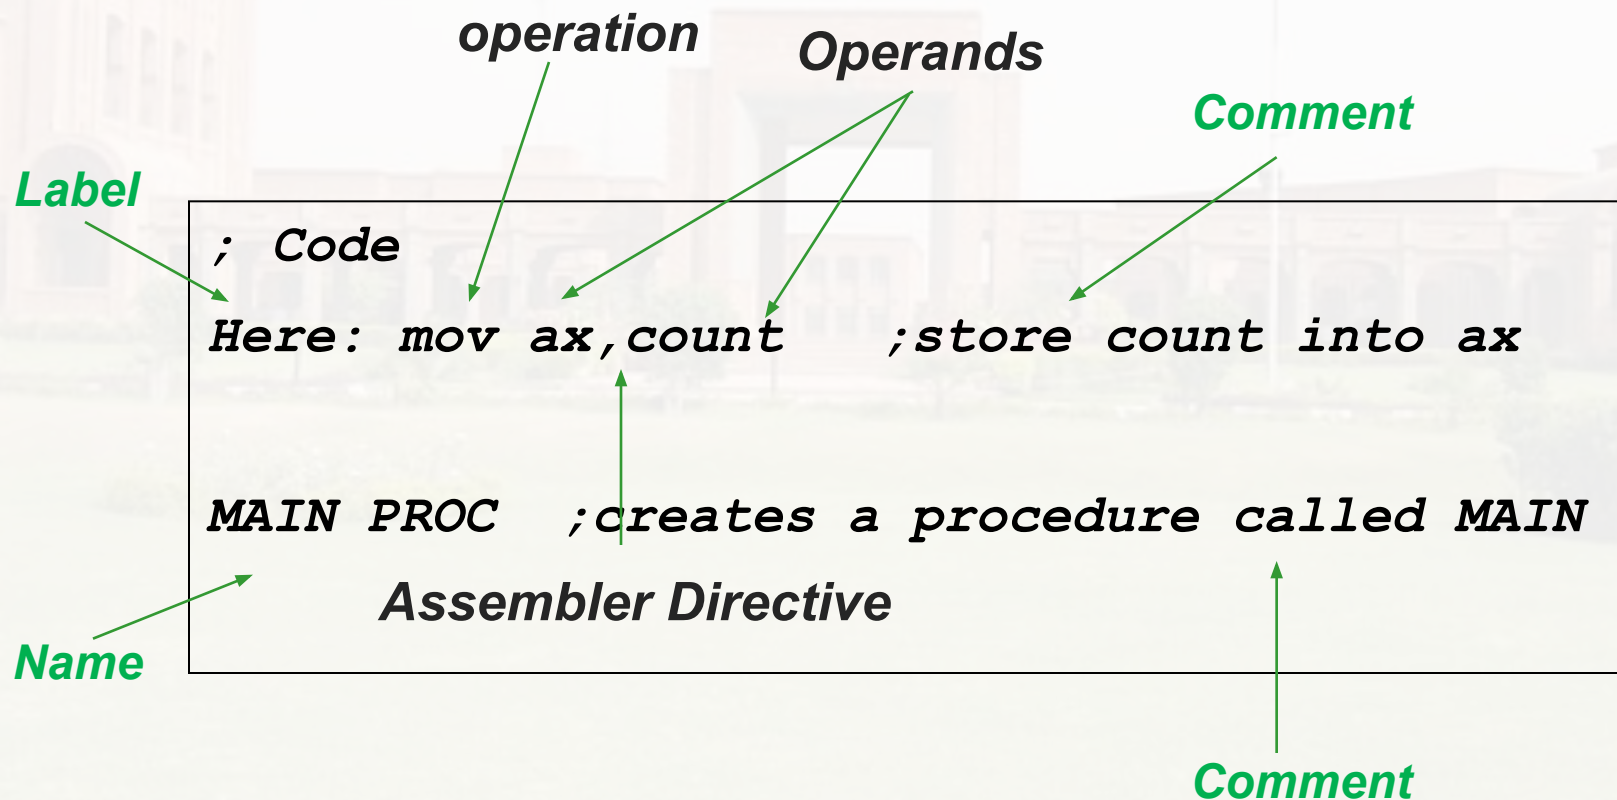 operation
Operands
Comment
Label
; Code
Here: mov ax,count ;store count into ax
MAIN PROC ;creates a procedure called MAIN
Assembler Directive
Name
Comment